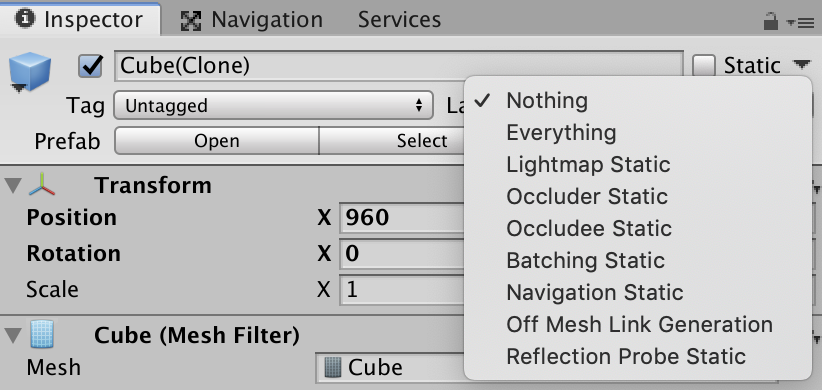 Inspector Navigation Services
Cube(Clone) Static
Tag Untagged La
Prefab Open Select
Nothing
Everything
Lightmap Static
Occluder Static
Occludee Static
Batching Static
Navigation Static
Off Mesh Link Generation
Reflection Probe Static
Transform
Position X 960
Rotation X 0
Scale X 1
Cube (Mesh Filter)
Mesh Cube